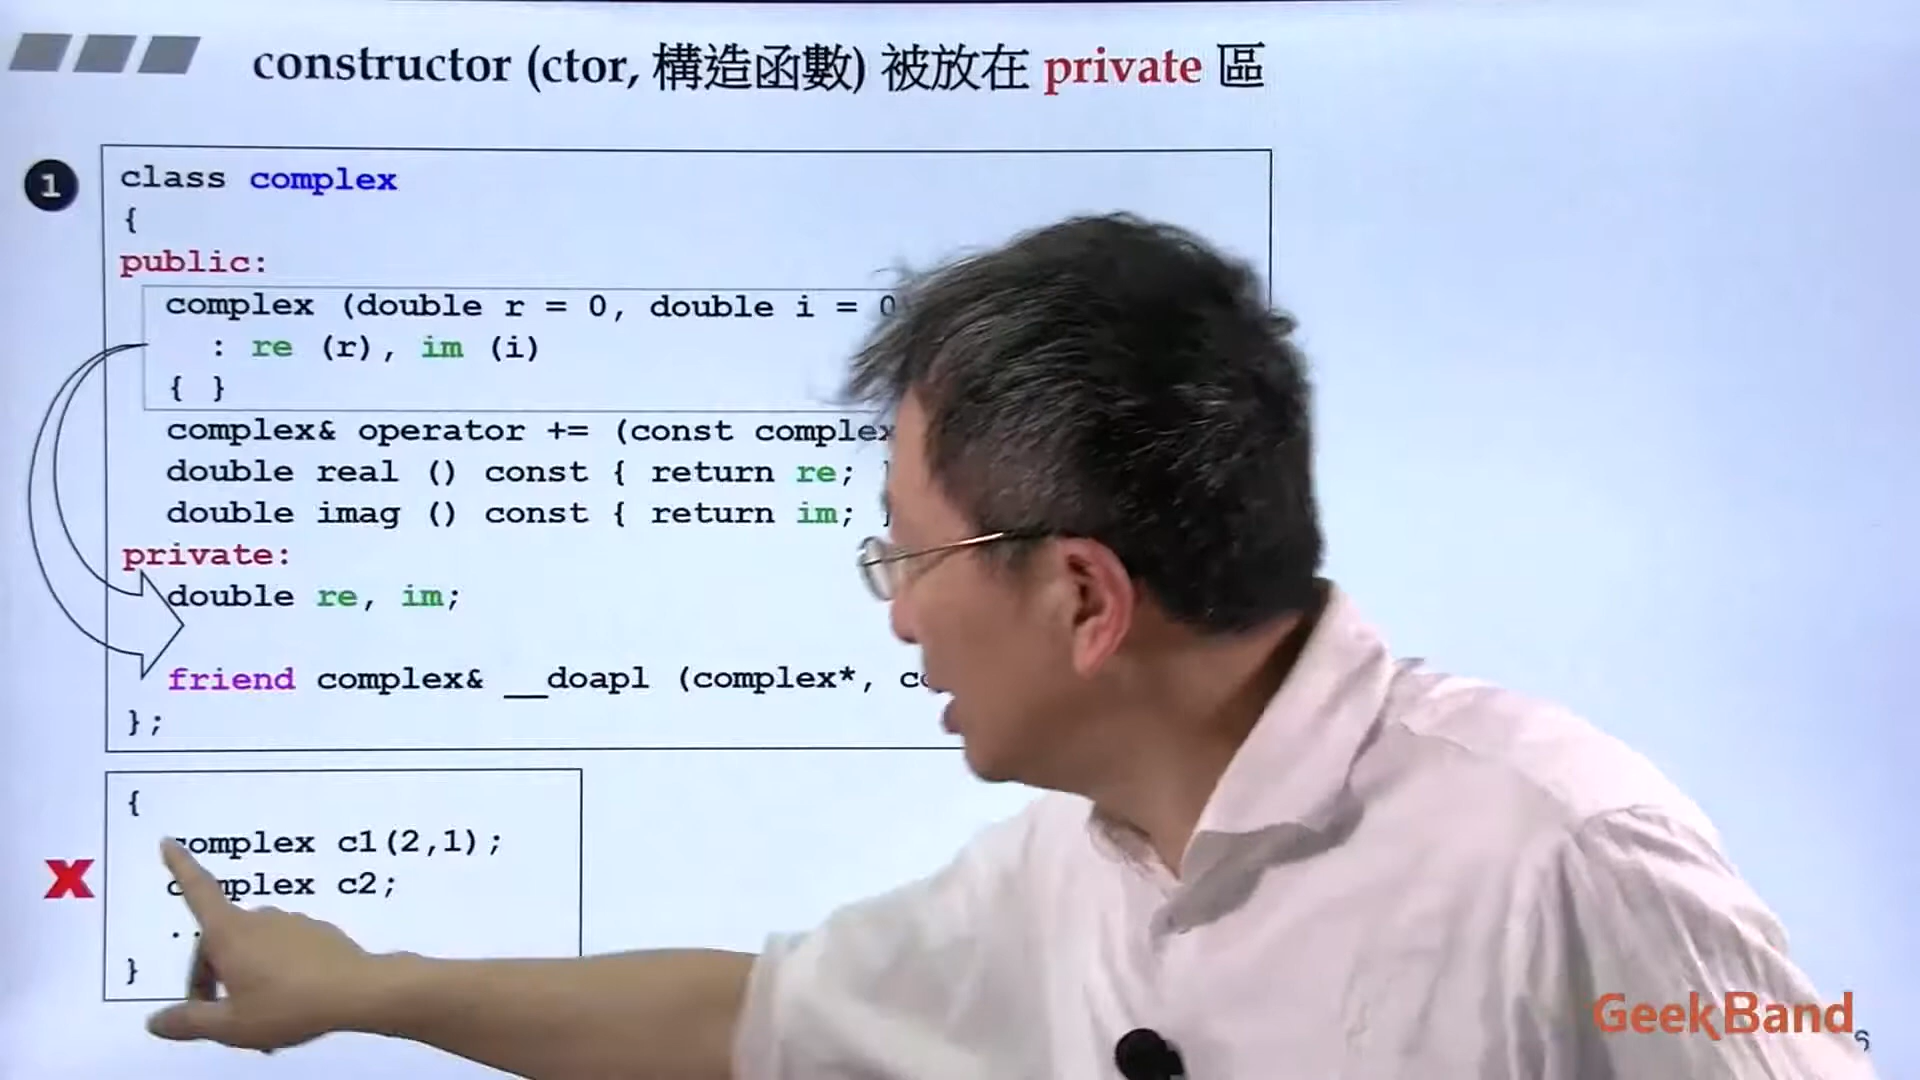 constructor (ctor, 構造函數) 被放在 private 區
1
class complex
{
public:
complex (double r = 0, double i = 0
: re (r), im (i)
{ }
complex& operator += (const complex
double real () const { return re; }
double imag () const { return im; }
private:
double re, im;
friend complex& __doapl (complex*,
};
{
complex c1(2,1);
complex c2;
..
}
X
GeekBand
6